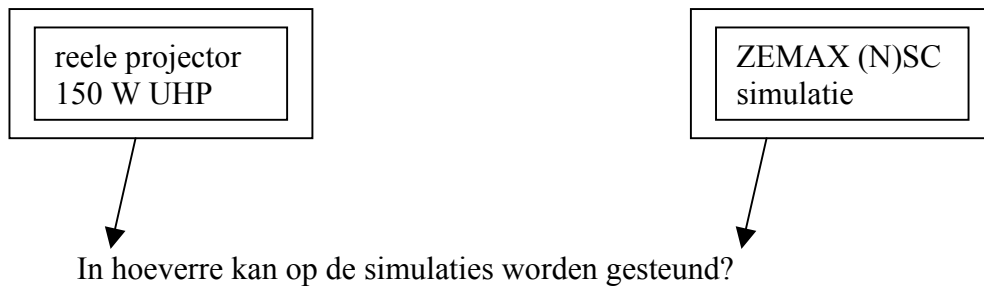 reele projector
150 W UHP
ZEMAX (N)SC
simulatie
In hoeverre kan op de simulaties worden gesteund?